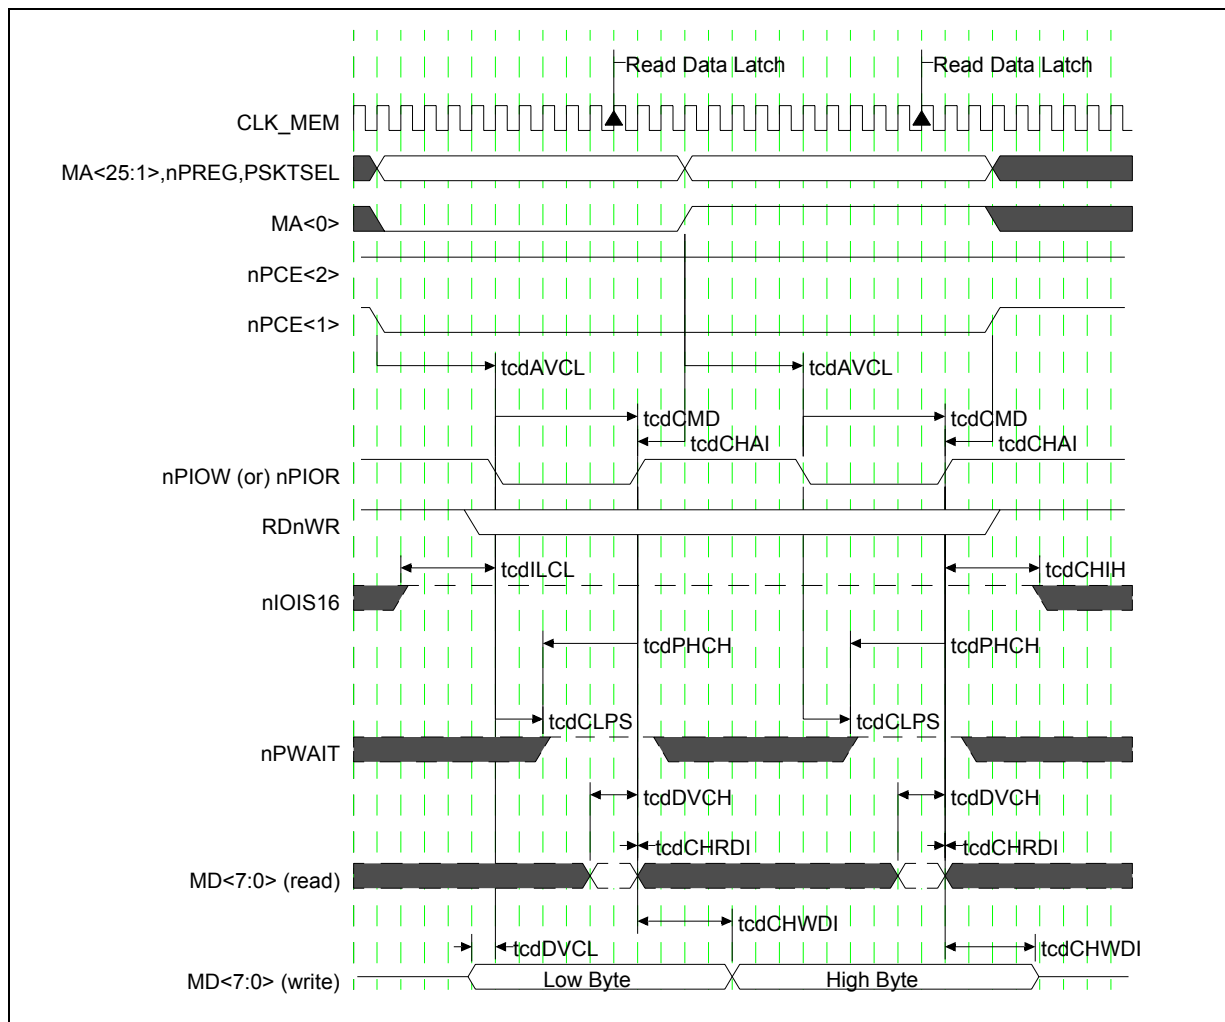 Read Data Latch Read Data Latch
CLK_MEM
MA<25:1>,nPREG,PSKTSEL
MA<0>
nPCE<2>
nPCE<1>
tcdAVCL tcdAVCL
tcdCMD tcdCMD
tcdCHAI tcdCHAI
nPIOW (or) nPIOR
RDnWR
tcdILCL tcdCHIH
nIOIS16
tcdPHCH tcdPHCH
tcdCLPS tcdCLPS
nPWAIT
tcdDVCH tcdDVCH
tcdCHRDI tcdCHRDI
MD<7:0> (read)
tcdCHWDI
tcdDVCL tcdCHWDI
MD<7:0> (write) Low Byte High Byte